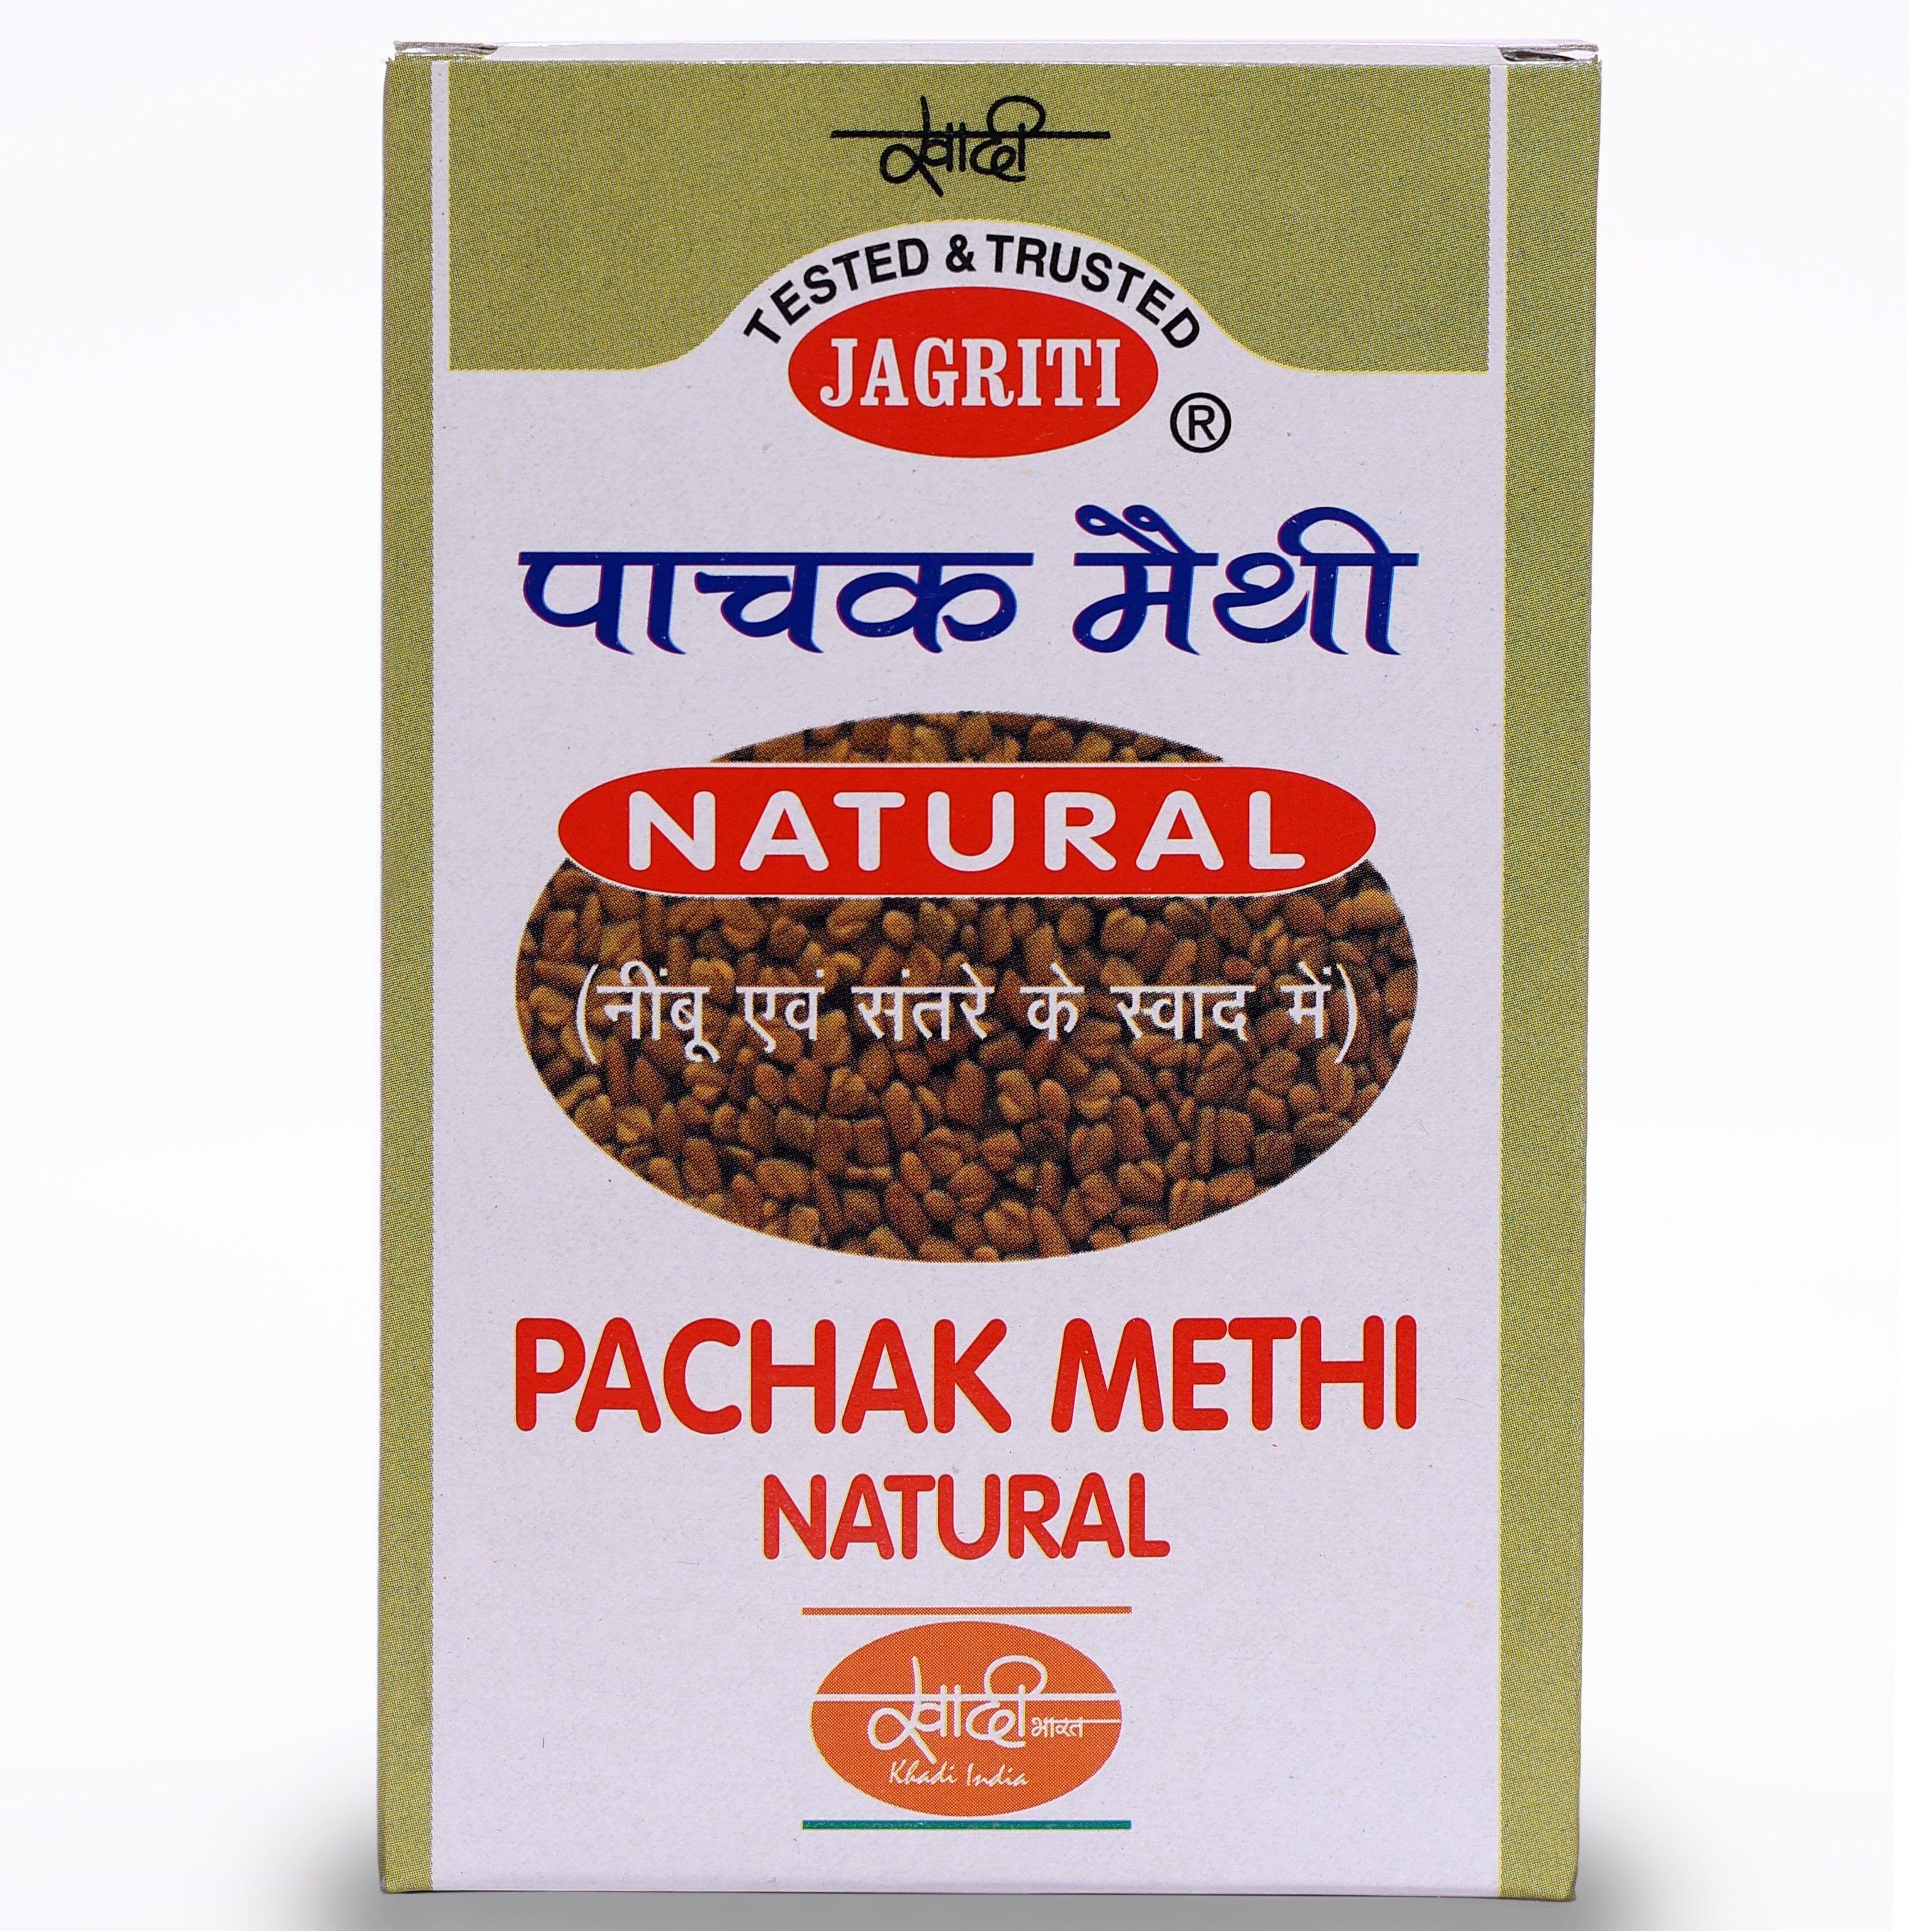 खादी
TESTED & TRUSTED
JAGRITI
®
पाचक मैथी
NATURAL
(नींबू एवं संतरे के स्वाद में)
PACHAK METHI
NATURAL
खादी भारत
Khadi India